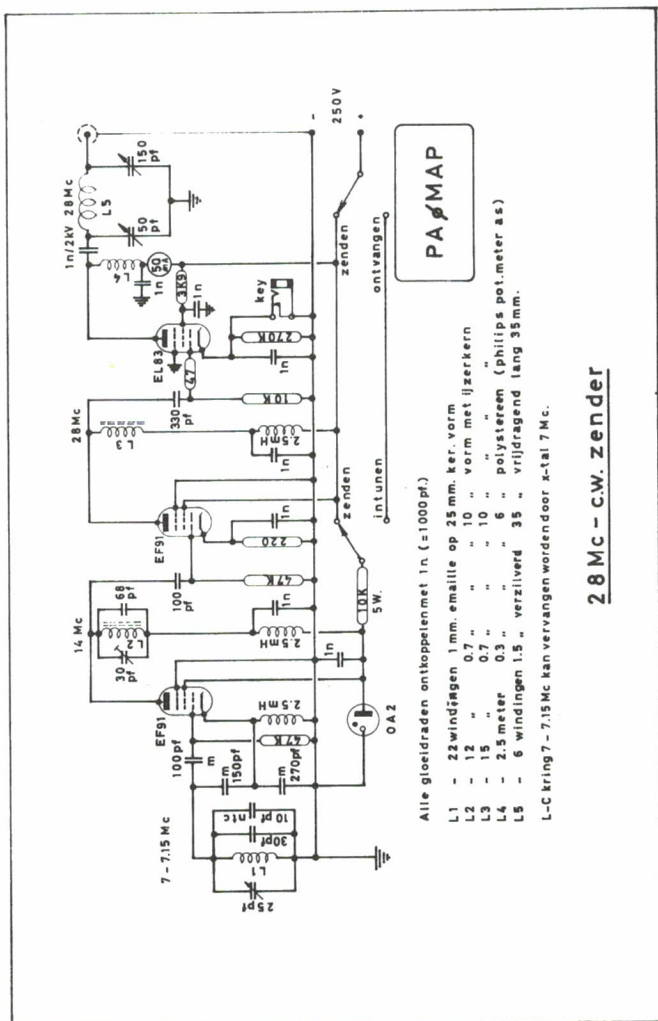 7 – 7.15 Mc
14 Mc
28 Mc
1n/2kV 28Mc
25pf
L1
30pf
10pf
ntc
100pf
m
m
150pf
m
270pf
EF91
47K
2.5mH
30
pf
L2
68
pf
2.5mH
1n
OA2
1n
100
pf
47K
EF91
220
1n
10K
5 W.
L3
2.5mH
1n
330
pf
10K
47
EL83
1n
270K
key
3K9
1n
L4
1n
50
mA
50
pf
L5
150
pf
zenden
intunen
zenden
ontvangen
-
250V
+
PAØMAP
Alle gloeidraden ontkoppelen met 1n (=1000pf.)
L1 - 22 windingen 1 mm. emaille op 25 mm. ker. vorm
L2 - 12 „ 0.7 „ „ 10 „ vorm met ijzerkern
L3 - 15 „ 0.7 „ „ 10 „ „ „ „
L4 - 2.5 meter 0.3 „ „ 6 „ polystereen (philips pot.meter as)
L5 - 6 windingen 1.5 „ verzilverd 35 „ vrijdragend lang 35mm.
L-C kring 7 – 7.15 Mc kan vervangen worden door x-tal 7 Mc.
28Mc – c.w. zender